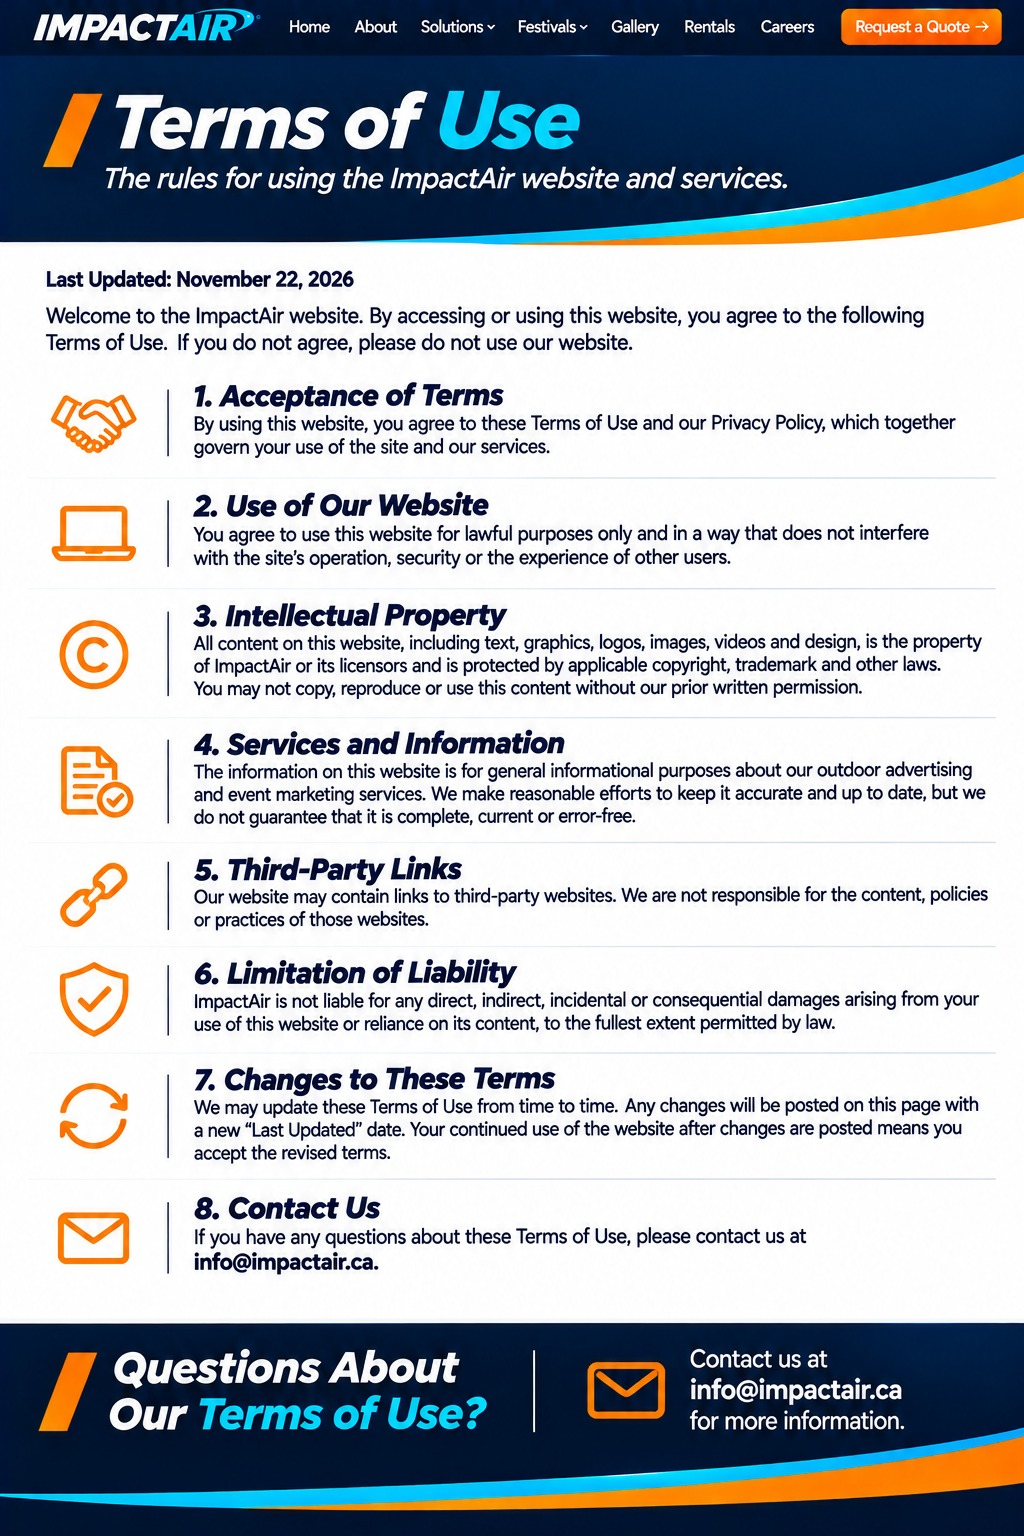 IMPACTAIR
Home About Solutions Festivals Gallery Rentals Careers Request a Quote →
Terms of Use
The rules for using the ImpactAir website and services.
Last Updated: November 22, 2026
Welcome to the ImpactAir website. By accessing or using this website, you agree to the following
Terms of Use. If you do not agree, please do not use our website.
1. Acceptance of Terms
By using this website, you agree to these Terms of Use and our Privacy Policy, which together
govern your use of the site and our services.
2. Use of Our Website
You agree to use this website for lawful purposes only and in a way that does not interfere
with the site's operation, security or the experience of other users.
3. Intellectual Property
All content on this website, including text, graphics, logos, images, videos and design, is the property
of ImpactAir or its licensors and is protected by applicable copyright, trademark and other laws.
You may not copy, reproduce or use this content without our prior written permission.
4. Services and Information
The information on this website is for general informational purposes about our outdoor advertising
and event marketing services. We make reasonable efforts to keep it accurate and up to date, but we
do not guarantee that it is complete, current or error-free.
5. Third-Party Links
Our website may contain links to third-party websites. We are not responsible for the content, policies
or practices of those websites.
6. Limitation of Liability
ImpactAir is not liable for any direct, indirect, incidental or consequential damages arising from your
use of this website or reliance on its content, to the fullest extent permitted by law.
7. Changes to These Terms
We may update these Terms of Use from time to time. Any changes will be posted on this page with
a new “Last Updated” date. Your continued use of the website after changes are posted means you
accept the revised terms.
8. Contact Us
If you have any questions about these Terms of Use, please contact us at
info@impactair.ca.
Questions About
Our Terms of Use?
Contact us at
info@impactair.ca
for more information.